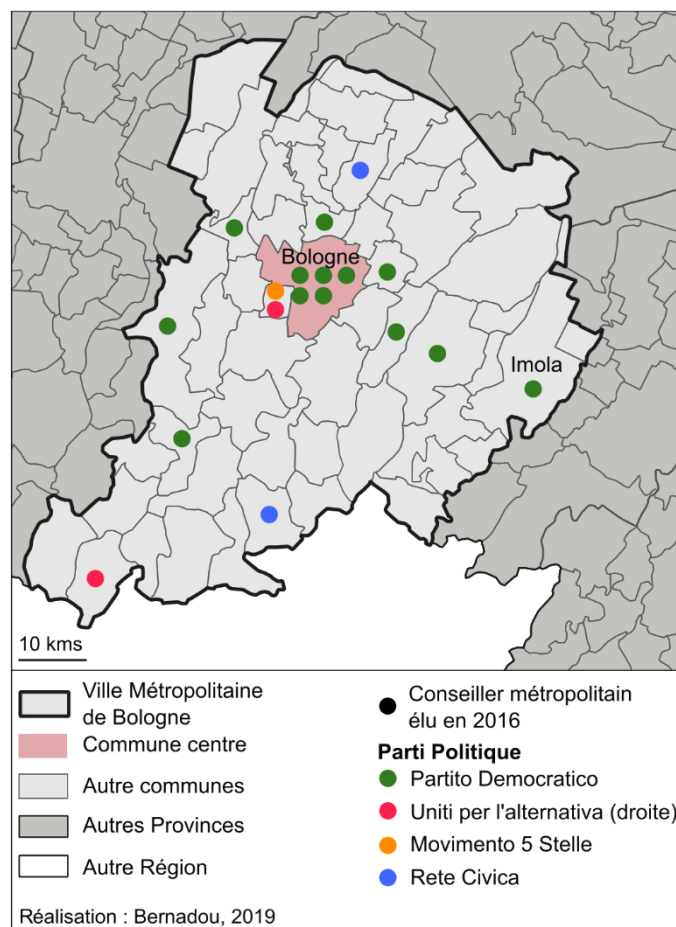 Bologne
Imola
10 kms
Ville Métropolitaine
de Bologne
Commune centre
Autre communes
Autres Provinces
Autre Région
Conseiller métropolitain
élu en 2016
Parti Politique
Partito Democratico
Uniti per l'alternativa (droite)
Movimento 5 Stelle
Rete Civica
Réalisation : Bernadou, 2019